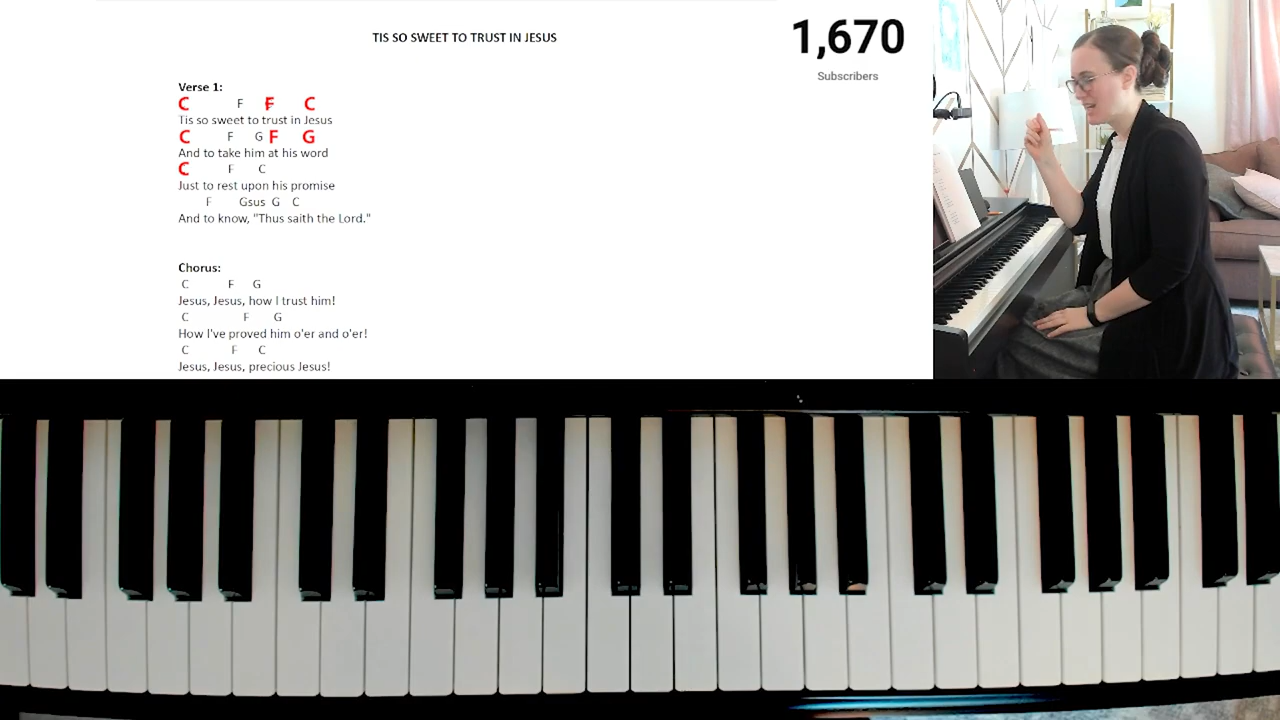 TIS SO SWEET TO TRUST IN JESUS
1,670
Subscribers
Verse 1:
C F F C
Tis so sweet to trust in Jesus
C F G F G
And to take him at his word
C F C
Just to rest upon his promise
F Gsus G C
And to know, "Thus saith the Lord."
Chorus:
C F G
Jesus, Jesus, how I trust him!
C F G
How I've proved him o'er and o'er!
C F C
Jesus, Jesus, precious Jesus!